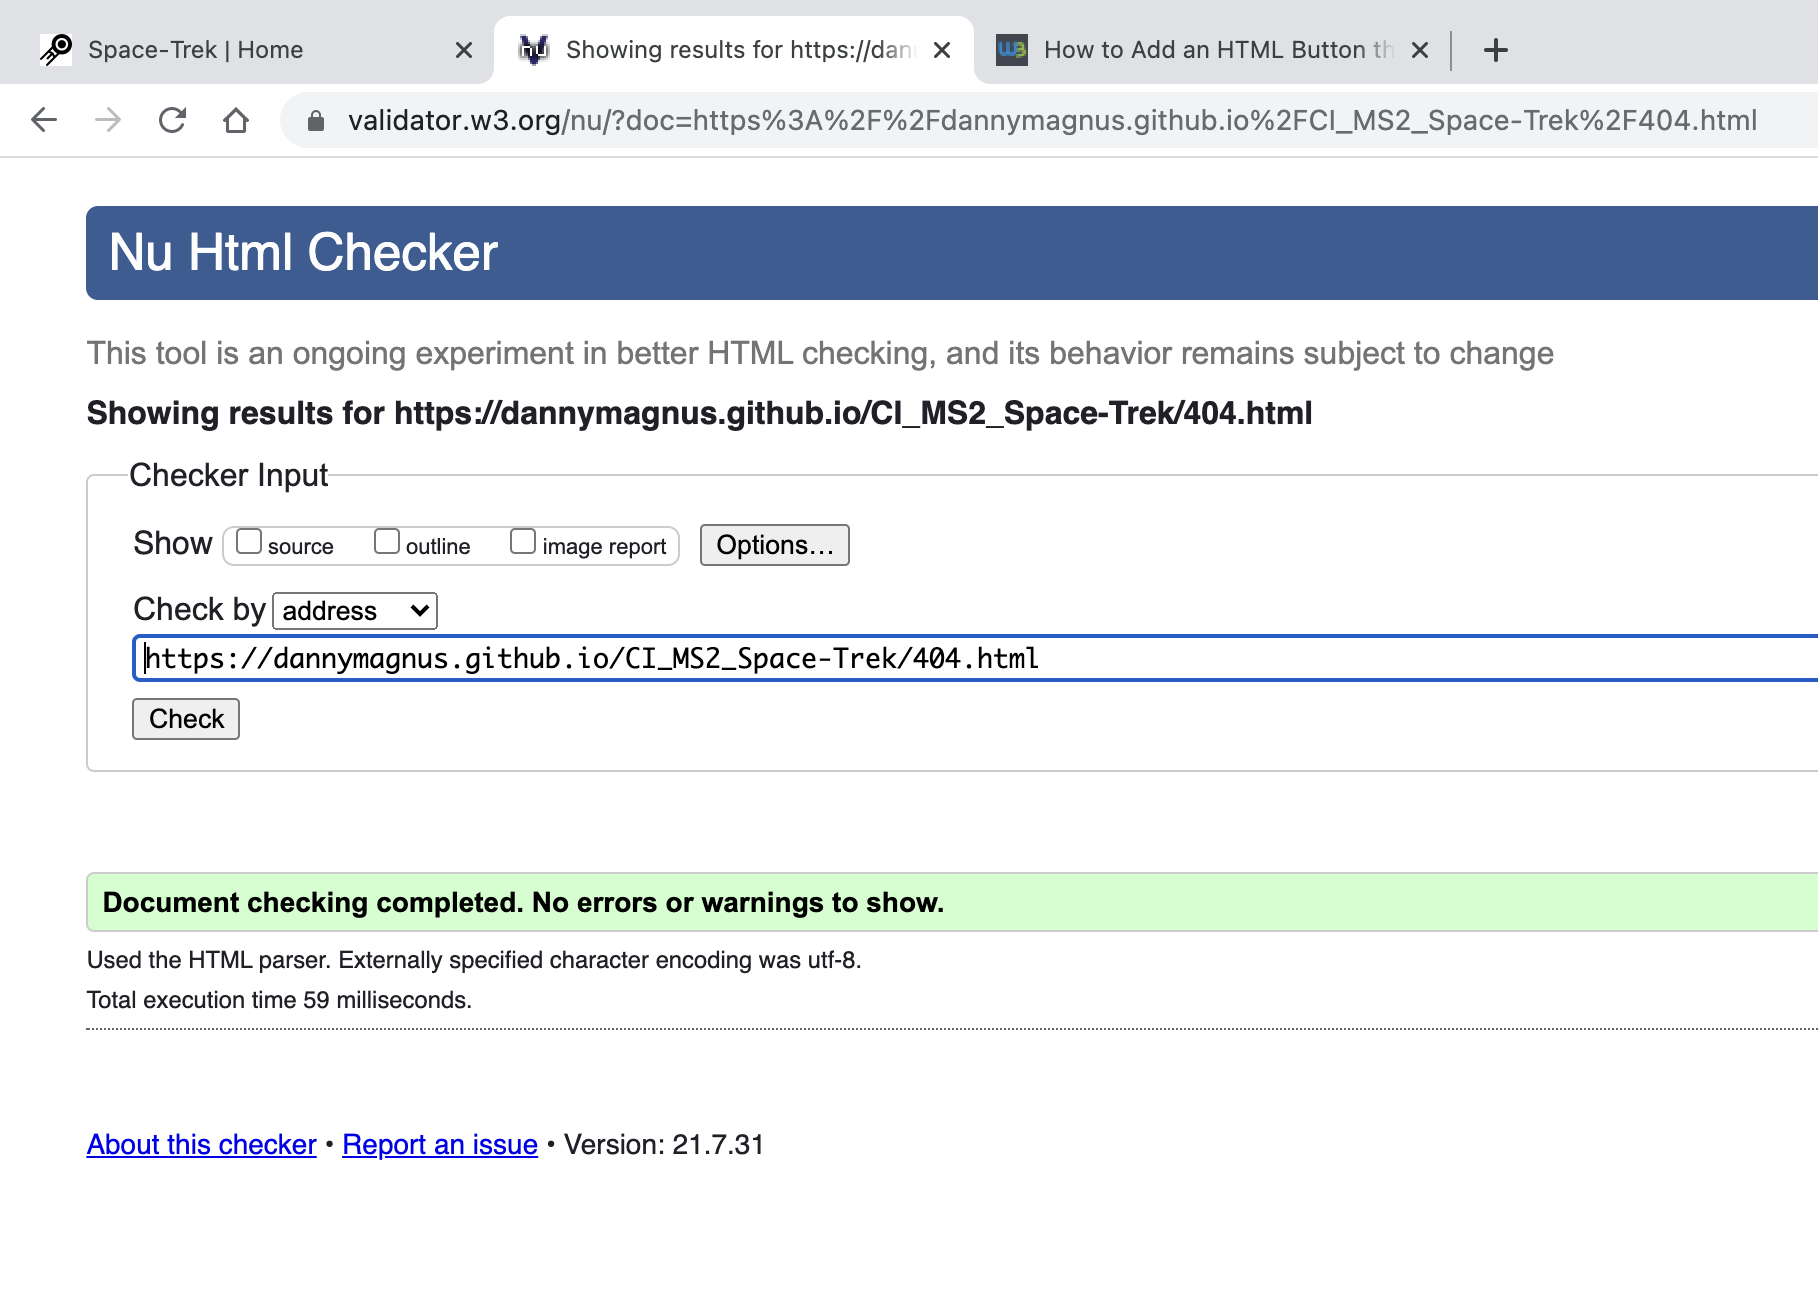 Space-Trek | Home
Showing results for https://dan
How to Add an HTML Button th
validator.w3.org/nu/?doc=https%3A%2F%2Fdannymagnus.github.io%2FCI_MS2_Space-Trek%2F404.html
Nu Html Checker
This tool is an ongoing experiment in better HTML checking, and its behavior remains subject to change
Showing results for https://dannymagnus.github.io/CI_MS2_Space-Trek/404.html
Checker Input
Show source outline image report Options...
Check by address
https://dannymagnus.github.io/CI_MS2_Space-Trek/404.html
Check
Document checking completed. No errors or warnings to show.
Used the HTML parser. Externally specified character encoding was utf-8.
Total execution time 59 milliseconds.
About this checker • Report an issue • Version: 21.7.31